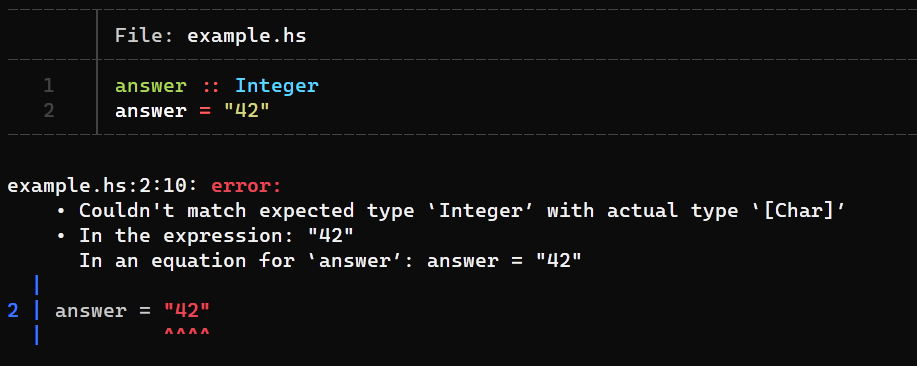 File: example.hs
1 answer :: Integer
2 answer = "42"
example.hs:2:10: error:
• Couldn't match expected type ‘Integer’ with actual type ‘[Char]’
• In the expression: "42"
In an equation for ‘answer’: answer = "42"
|
2 | answer = "42"
| ^^^^